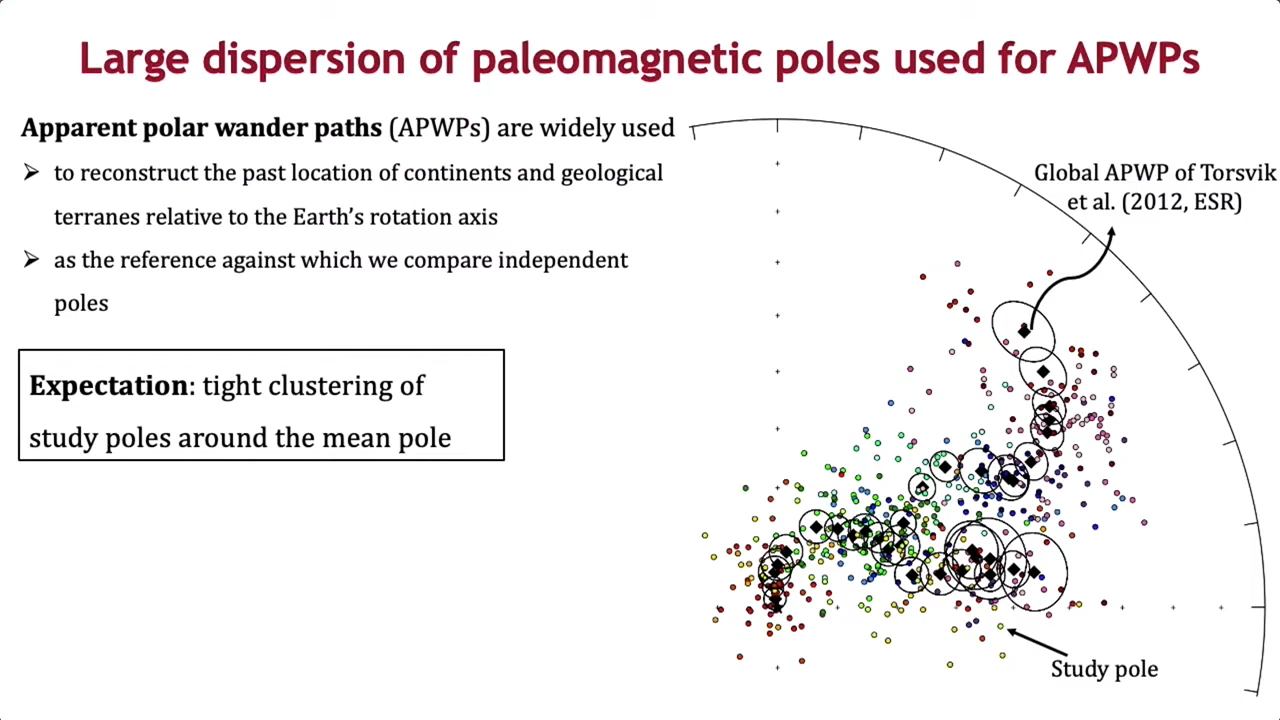 Large dispersion of paleomagnetic poles used for APWPs
Apparent polar wander paths (APWPs) are widely used
➢ to reconstruct the past location of continents and geological
terranes relative to the Earth’s rotation axis
➢ as the reference against which we compare independent
poles
Expectation: tight clustering of
study poles around the mean pole
Global APWP of Torsvik
et al. (2012, ESR)
Study pole